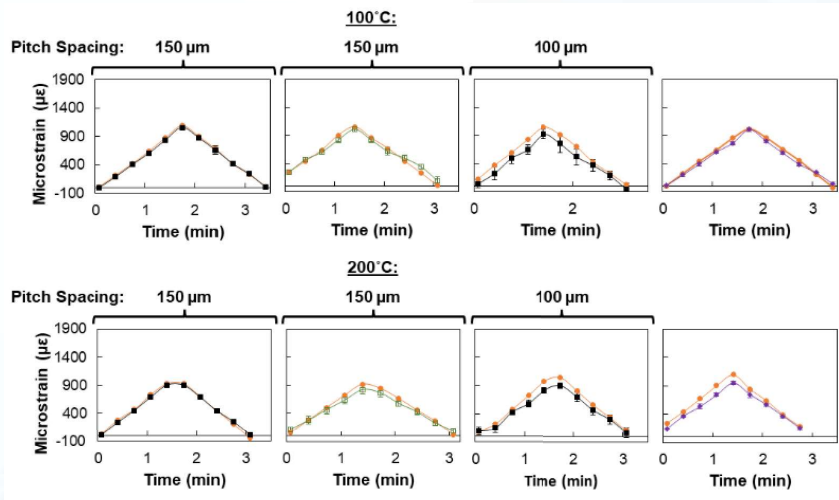 100°C:
Pitch Spacing: 150 µm 150 µm 100 µm
1900
1400
900
400
-100
Microstrain (µε)
0 1 2 3 0 1 2 3 0 2 0 1 2 3
Time (min) Time (min) Time (min) Time (min)
200°C:
Pitch Spacing: 150 µm 150 µm 100 µm
1900
1400
900
400
-100
Microstrain (µε)
0 1 2 3 0 1 2 3 0 1 2 3 0 1 2 3
Time (min) Time (min) Time (min) Time (min)